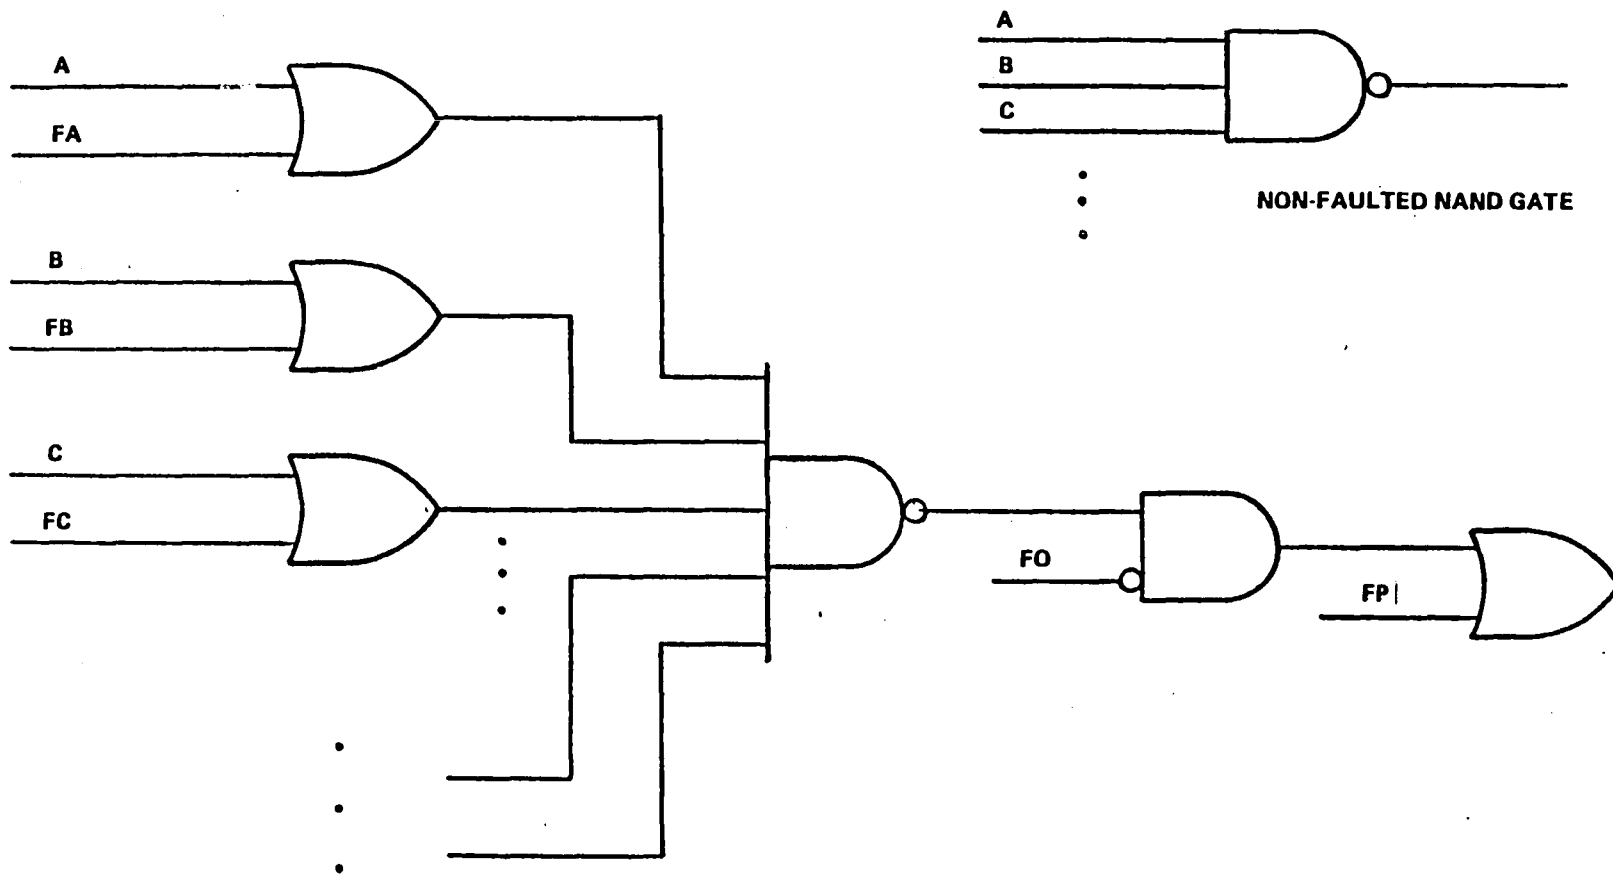 A
FA
B
FB
C
FC
FO
FP
A
B
C
NON-FAULTED NAND GATE